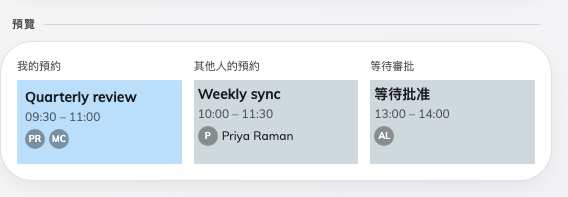 預覽
我的預約
Quarterly review
09:30 – 11:00
PR MC
其他人的預約
Weekly sync
10:00 – 11:30
P Priya Raman
等待審批
等待批准
13:00 – 14:00
AL